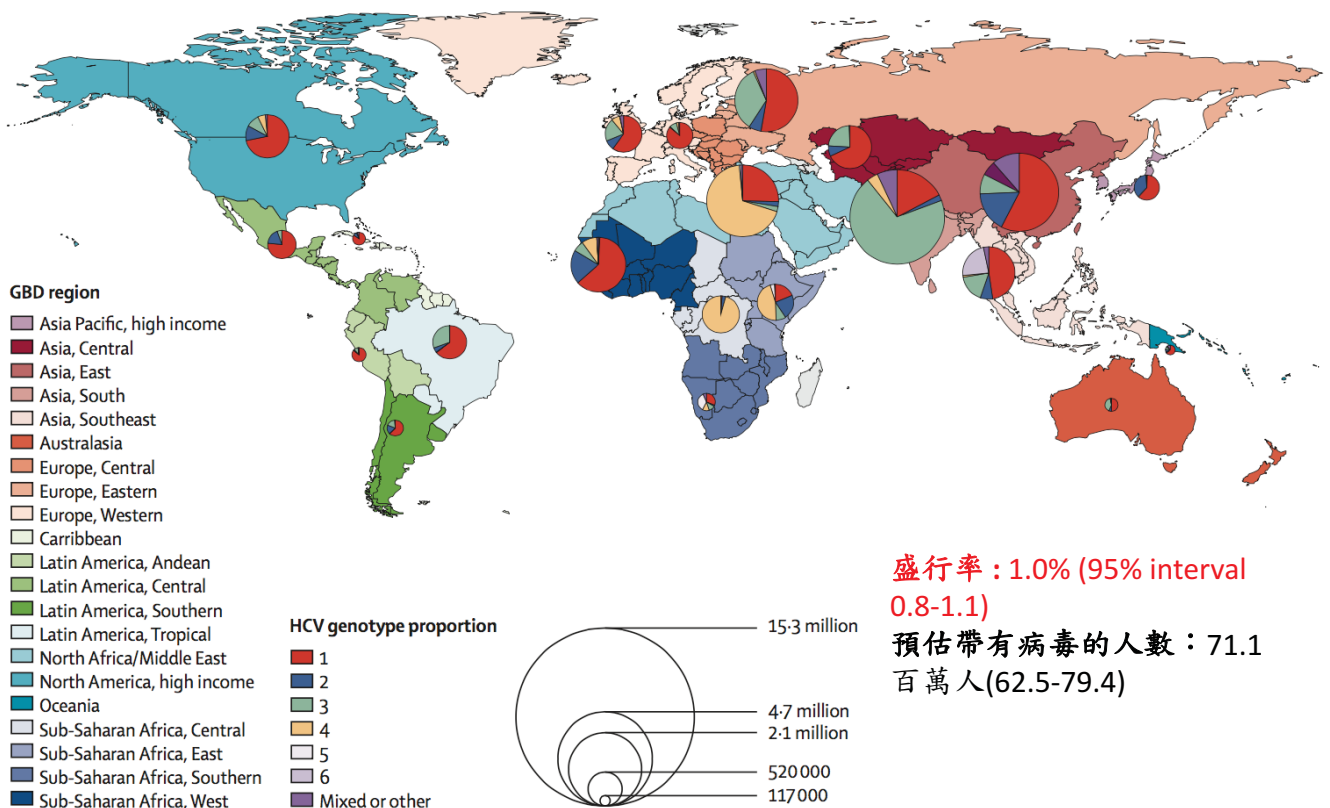 GBD region
Asia Pacific, high income
Asia, Central
Asia, East
Asia, South
Asia, Southeast
Australasia
Europe, Central
Europe, Eastern
Europe, Western
Carribbean
Latin America, Andean
Latin America, Central
Latin America, Southern
Latin America, Tropical
North Africa/Middle East
North America, high income
Oceania
Sub-Saharan Africa, Central
Sub-Saharan Africa, East
Sub-Saharan Africa, Southern
Sub-Saharan Africa, West
HCV genotype proportion
1
2
3
4
5
6
Mixed or other
15·3 million
4·7 million
2·1 million
520 000
117 000
盛行率：1.0% (95% interval
0.8-1.1)
預估帶有病毒的人數：71.1
百萬人(62.5-79.4)